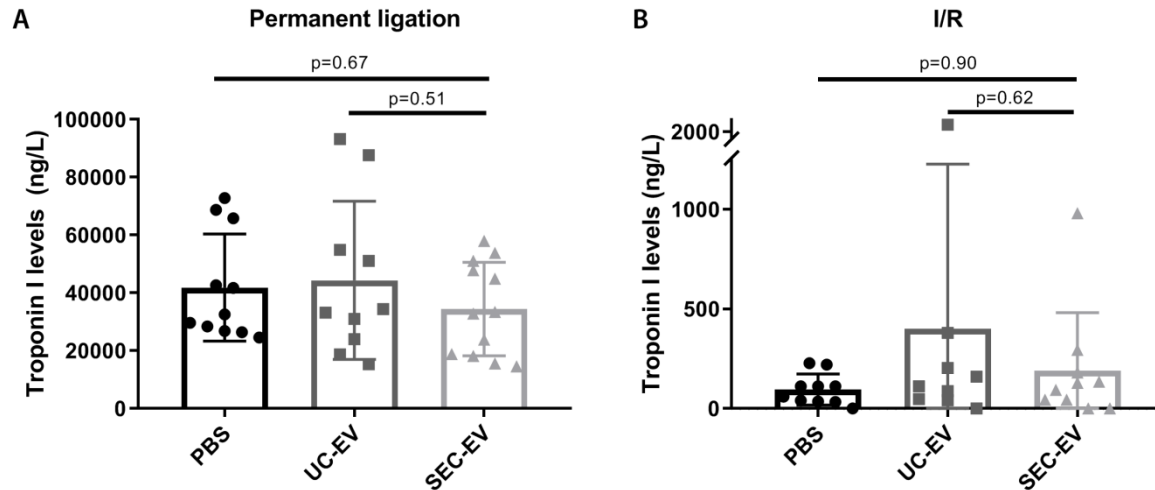 A
Permanent ligation
p=0.67
p=0.51
Troponin I levels (ng/L)
100000
80000
60000
40000
20000
0
PBS
UC-EV
SEC-EV
B
I/R
p=0.90
p=0.62
Troponin I levels (ng/L)
2000
1000
500
0
PBS
UC-EV
SEC-EV